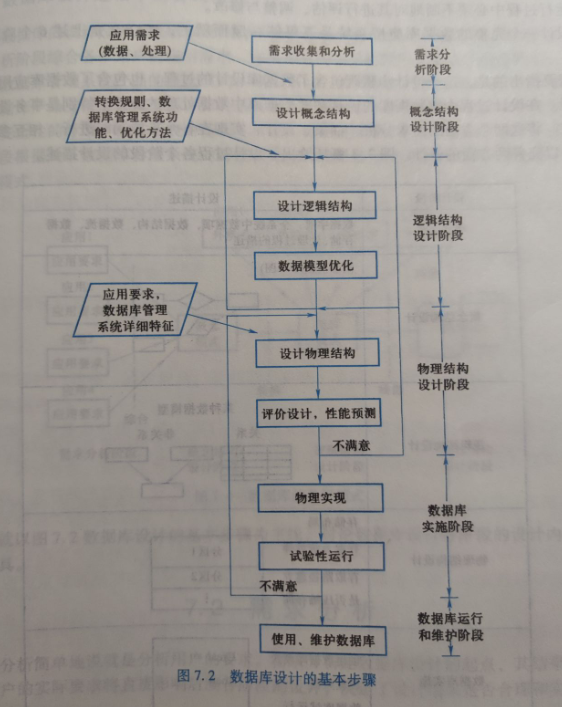 应用需求
(数据、处理)
需求收集和分析
需求分
析阶段
转换规则、数
据库管理系统功
能、优化方法
设计概念结构
概念结构
设计阶段
设计逻辑结构
逻辑结构
设计阶段
数据模型优化
应用要求,
数据库管理
系统详细特征
设计物理结构
物理结构
设计阶段
评价设计,性能预测
不满意
物理实现
数据库
实施阶段
试验性运行
不满意
使用、维护数据库
数据库运行
和维护阶段
图 7.2 数据库设计的基本步骤